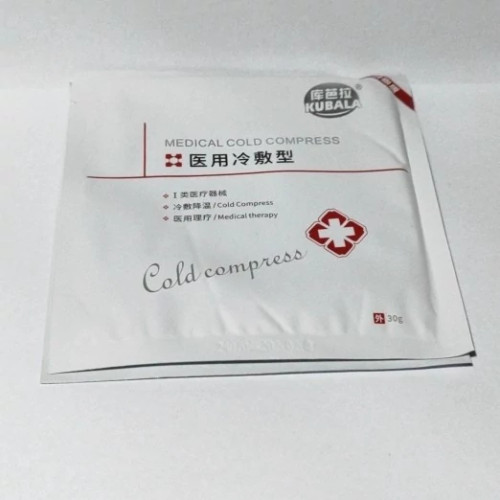 库芭拉
KUBALA
MEDICAL COLD COMPRESS
医用冷敷型
I 类医疗器械
冷敷降温/Cold Compress
医用理疗/Medical therapy
Cold compress
外 30g